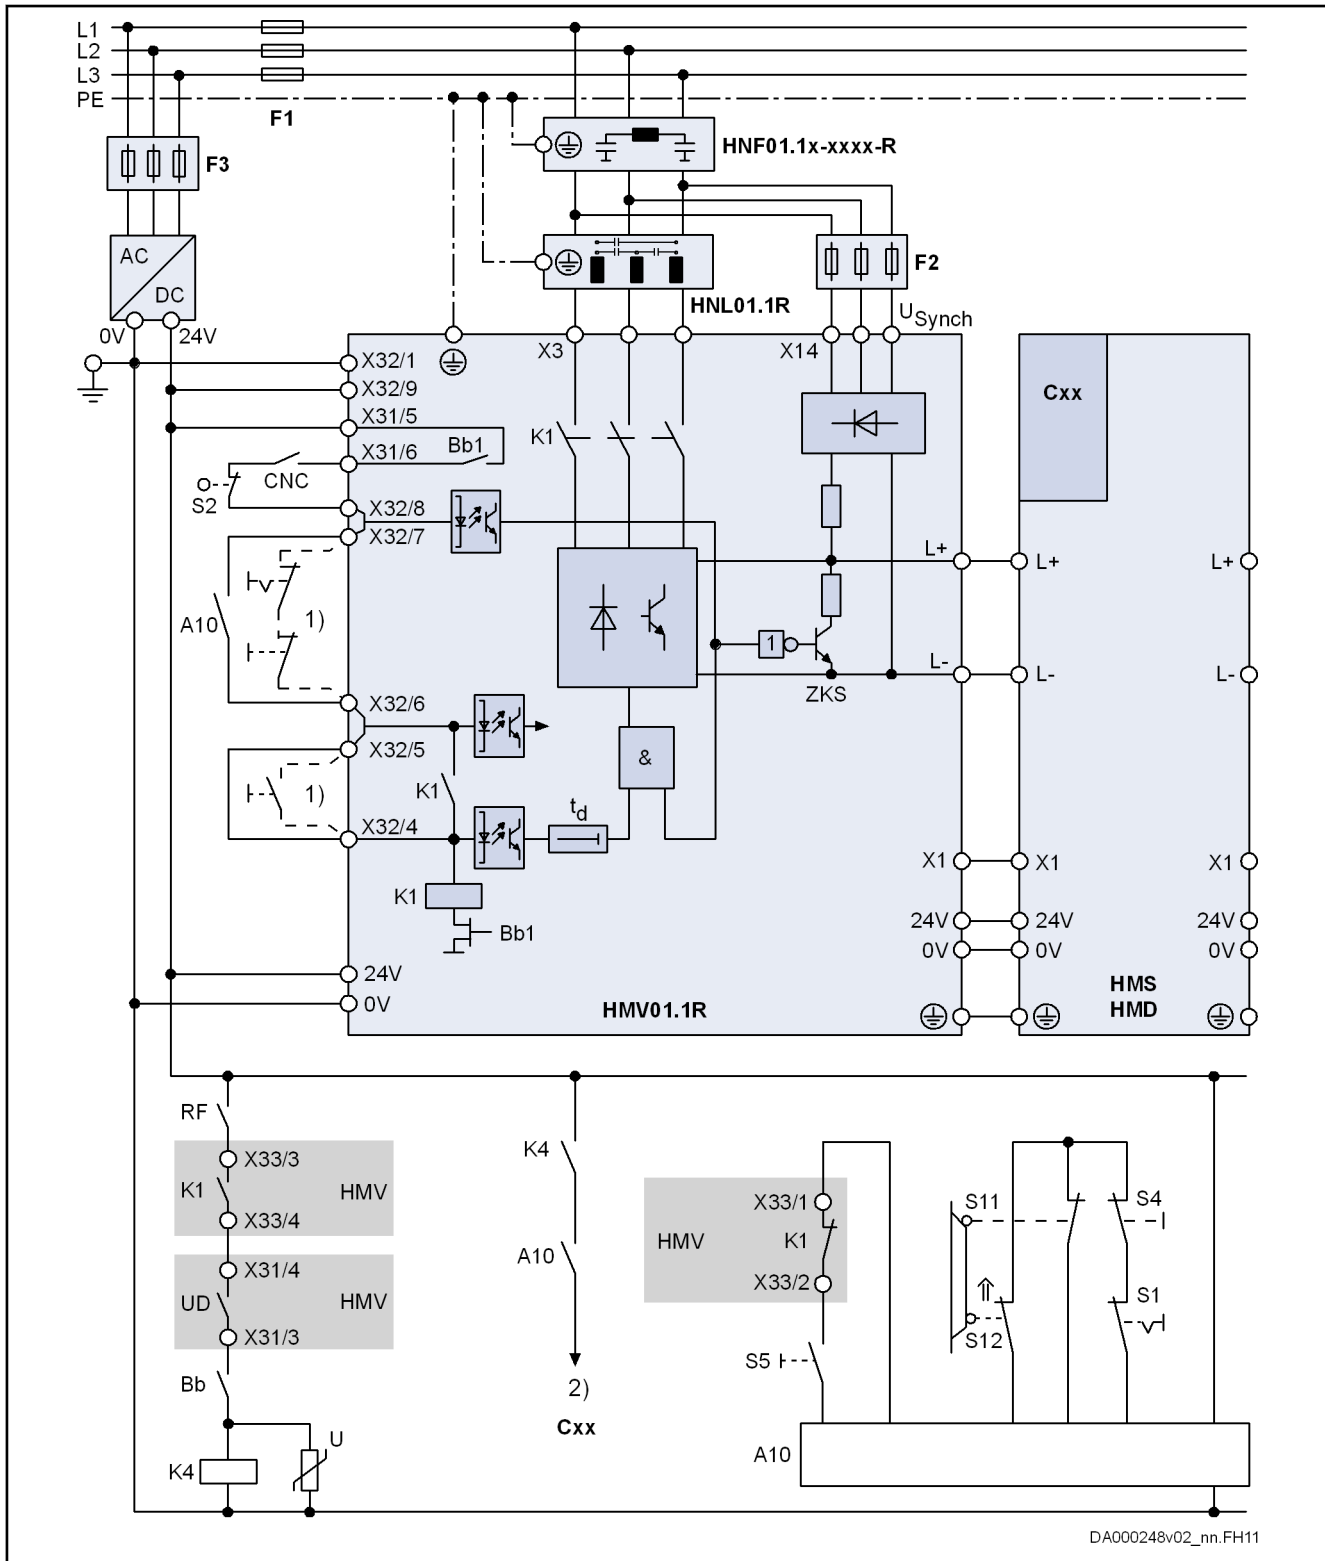 L1
L2
L3
PE
F1
F3
HNF01.1x-xxxx-R
AC
DC
0V
24V
HNL01.1R
F2
USynch
X3
X14
X32/1
X32/9
X31/5
X31/6
Bb1
K1
CNC
S2
X32/8
X32/7
Cxx
L+
L+
L+
A10
1)
1
L-
L-
L-
ZKS
X32/6
X32/5
&
K1
1)
td
X32/4
X1
X1
X1
K1
Bb1
24V
24V
24V
0V
0V
0V
24V
0V
HMV01.1R
HMS
HMD
RF
X33/3
K1
HMV
X33/4
X31/4
UD
HMV
X31/3
Bb
U
K4
K4
A10
2)
Cxx
X33/1
HMV
K1
X33/2
S5
S11
S4
S12
S1
A10
DA000248v02_nn.FH11